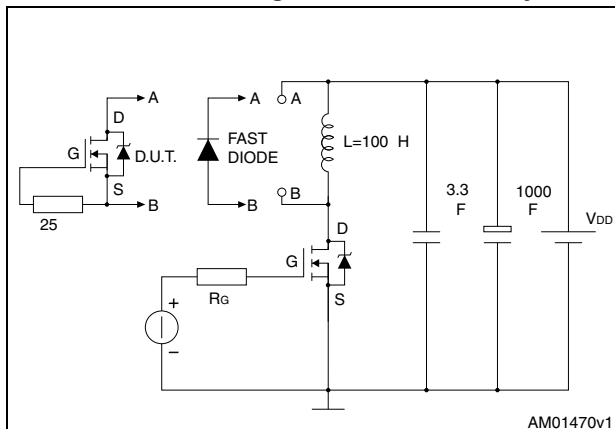 A
D
G
D.U.T.
S
B
25
A
FAST
DIODE
B
A
B
L=100 H
D
G
S
RG
+
–
3.3
F
1000
F
VDD
AM01470v1